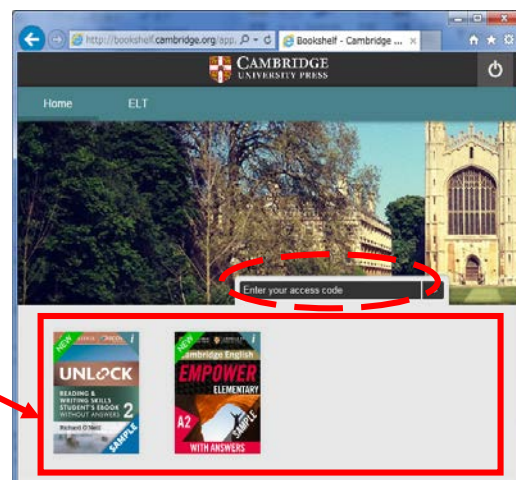 http://bookshelf.cambridge.org/app.
Bookshelf - Cambridge ...
CAMBRIDGE
UNIVERSITY PRESS
Home
ELT
Enter your access code
NEW
UNLOCK
READING &
WRITING SKILLS
STUDENT'S EBOOK 2
WITHOUT ANSWERS
Richard O'Neill
SAMPLE
NEW
Cambridge English
EMPOWER
ELEMENTARY
A2
SAMPLE
WITH ANSWERS